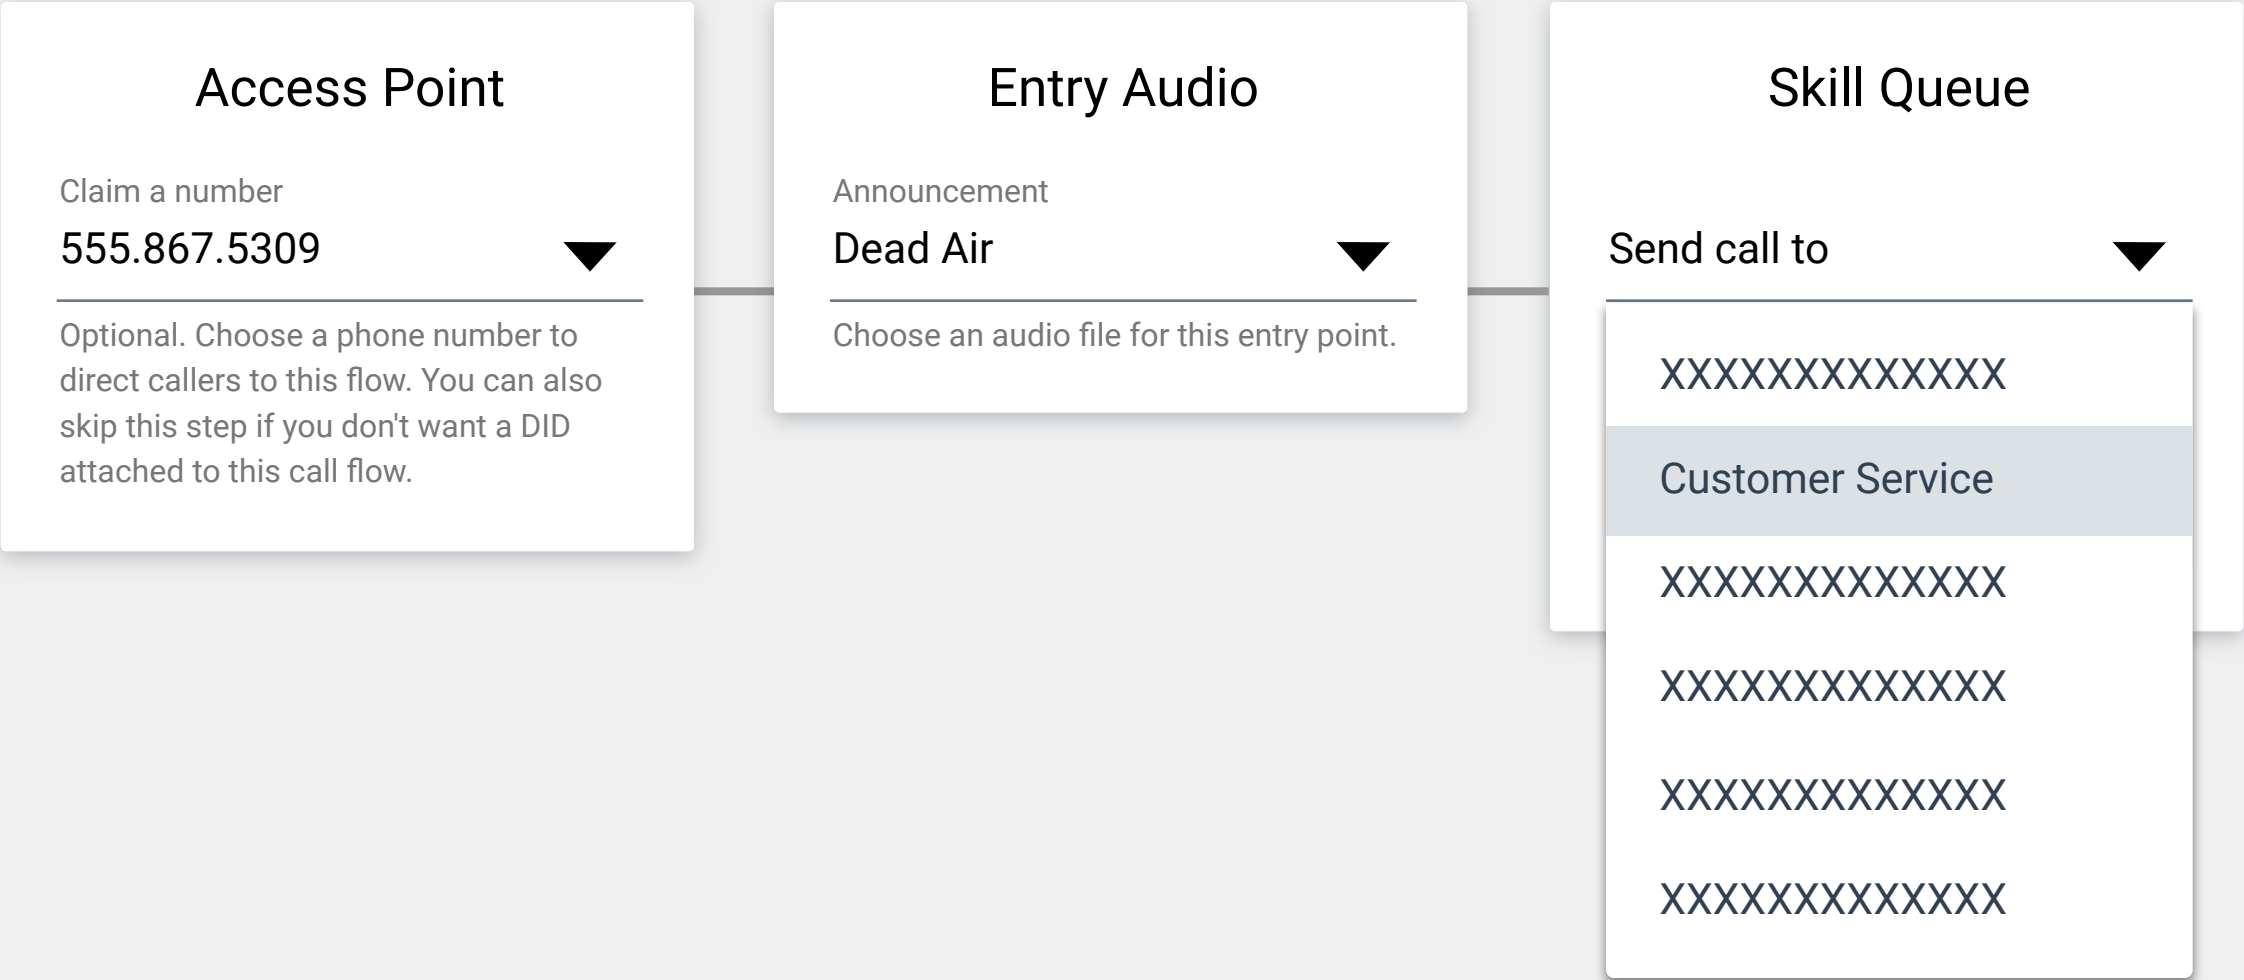 Access Point
Claim a number
555.867.5309
Optional. Choose a phone number to
direct callers to this flow. You can also
skip this step if you don't want a DID
attached to this call flow.
Entry Audio
Announcement
Dead Air
Choose an audio file for this entry point.
Skill Queue
Send call to
XXXXXXXXXXXXX
Customer Service
XXXXXXXXXXXXX
XXXXXXXXXXXXX
XXXXXXXXXXXXX
XXXXXXXXXXXXX